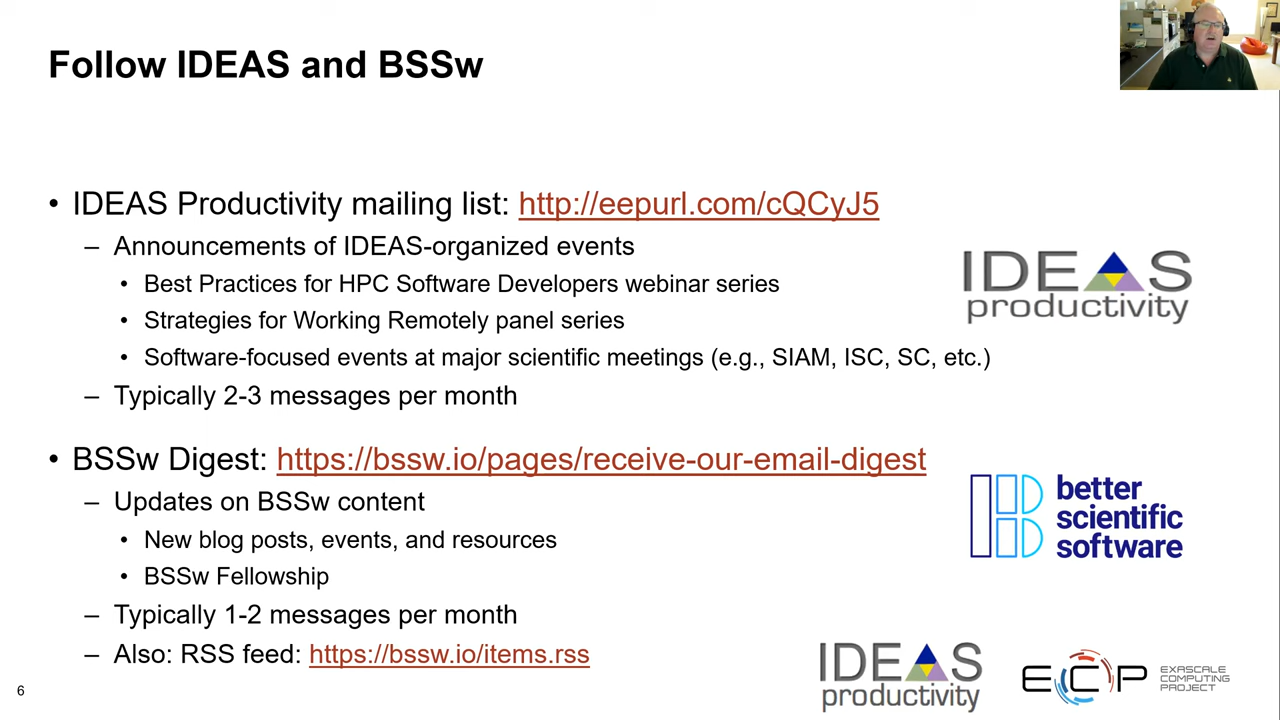 Follow IDEAS and BSSw
• IDEAS Productivity mailing list: http://eepurl.com/cQCyJ5
– Announcements of IDEAS-organized events
• Best Practices for HPC Software Developers webinar series
• Strategies for Working Remotely panel series
• Software-focused events at major scientific meetings (e.g., SIAM, ISC, SC, etc.)
– Typically 2-3 messages per month
IDEAS
productivity
• BSSw Digest: https://bssw.io/pages/receive-our-email-digest
– Updates on BSSw content
• New blog posts, events, and resources
• BSSw Fellowship
– Typically 1-2 messages per month
– Also: RSS feed: https://bssw.io/items.rss
better
scientific
software
6
IDEAS
productivity
ECP
EXASCALE
COMPUTING
PROJECT